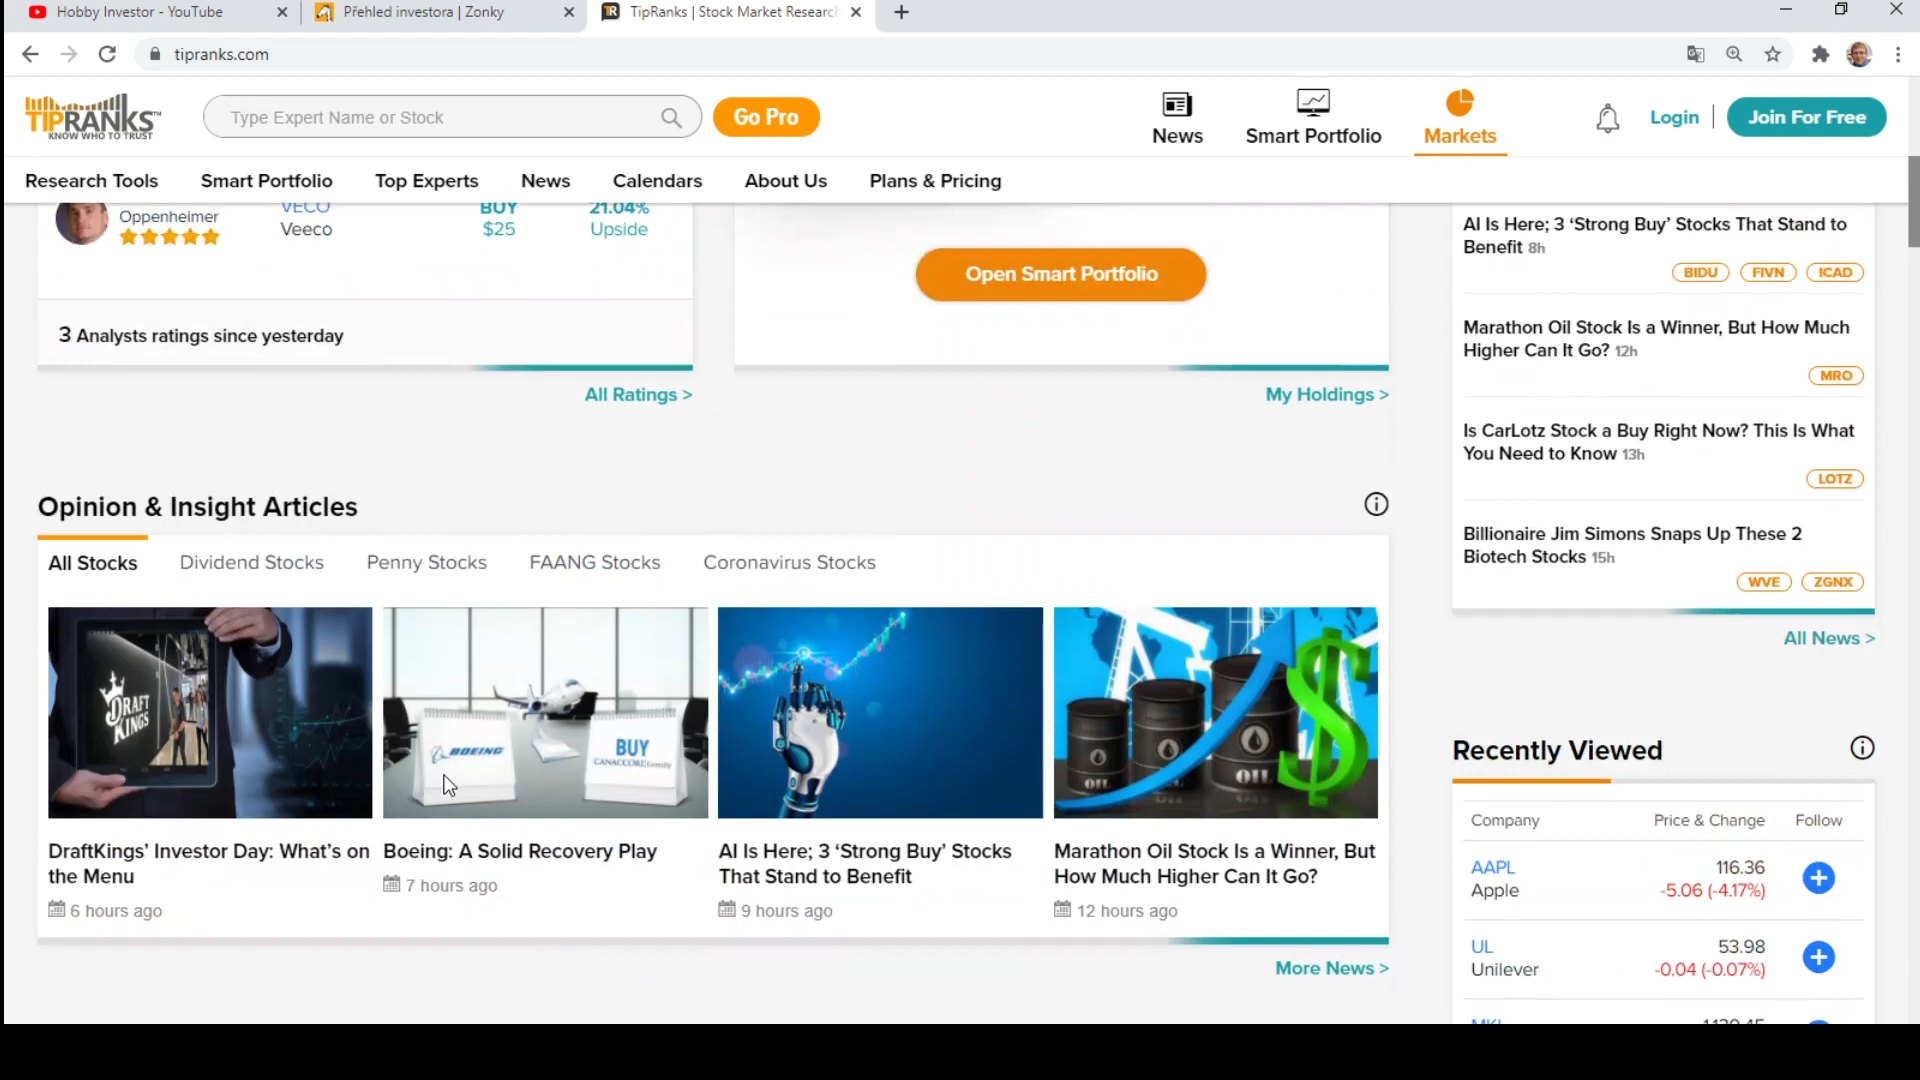 Hobby Investor - YouTube
Přehled investora | Zonky
TipRanks | Stock Market Research
tipranks.com
TIPRANKS™
KNOW WHO TO TRUST
Type Expert Name or Stock
Go Pro
News
Smart Portfolio
Markets
Login
Join For Free
Research Tools
Smart Portfolio
Top Experts
News
Calendars
About Us
Plans & Pricing
Oppenheimer
VECO
Veeco
BUY
$25
21.04%
Upside
3 Analysts ratings since yesterday
All Ratings >
Open Smart Portfolio
My Holdings >
AI Is Here; 3 ‘Strong Buy’ Stocks That Stand to
Benefit 8h
BIDU FIVN ICAD
Marathon Oil Stock Is a Winner, But How Much
Higher Can It Go? 12h
MRO
Is CarLotz Stock a Buy Right Now? This Is What
You Need to Know 13h
LOTZ
Billionaire Jim Simons Snaps Up These 2
Biotech Stocks 15h
WVE ZGNX
All News >
Opinion & Insight Articles
All Stocks
Dividend Stocks
Penny Stocks
FAANG Stocks
Coronavirus Stocks
DRAFT
KINGS
BOEING
BUY
CANACCORD Genuity
OIL
OIL
OIL
DraftKings’ Investor Day: What’s on
the Menu
6 hours ago
Boeing: A Solid Recovery Play
7 hours ago
AI Is Here; 3 ‘Strong Buy’ Stocks
That Stand to Benefit
9 hours ago
Marathon Oil Stock Is a Winner, But
How Much Higher Can It Go?
12 hours ago
More News >
Recently Viewed
Company Price & Change Follow
AAPL 116.36
Apple -5.06 (-4.17%)
UL 53.98
Unilever -0.04 (-0.07%)